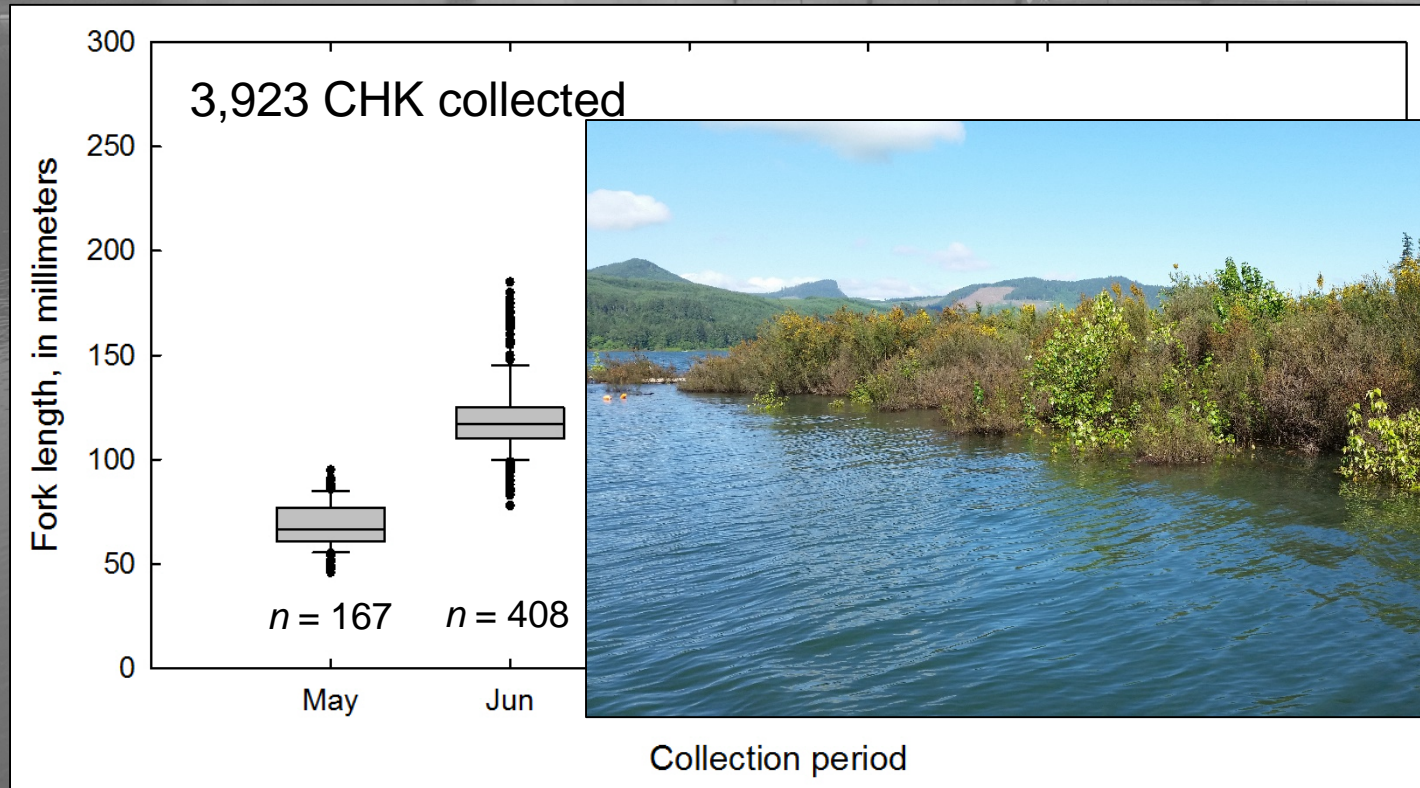 3,923 CHK collected
Fork length, in millimeters
300
250
200
150
100
50
0
n = 167
n = 408
May
Jun
Collection period